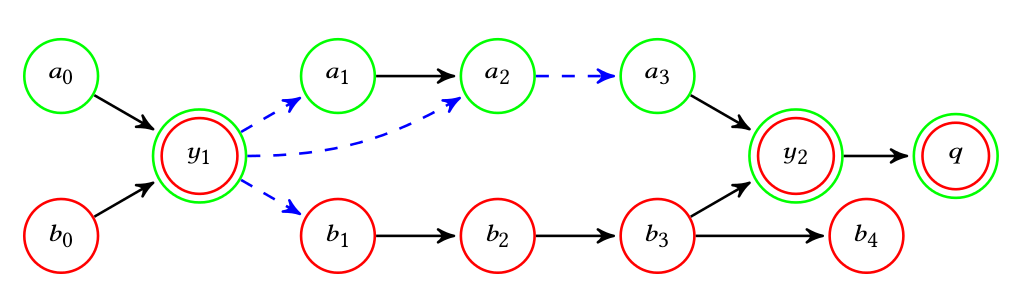 a₀ a₁ a₂ a₃
y₁ y₂ q
b₀ b₁ b₂ b₃ b₄